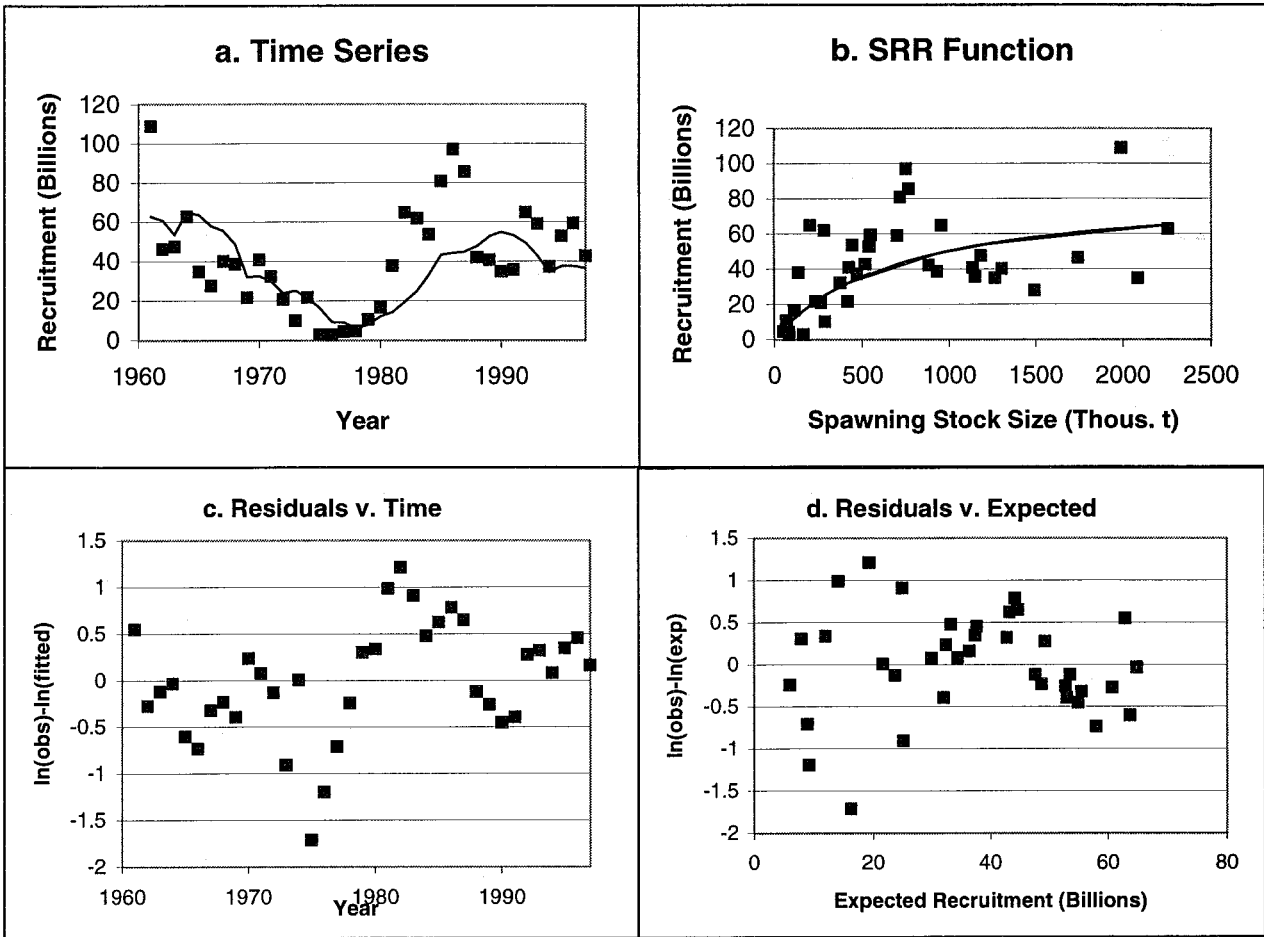 a. Time Series
Recruitment (Billions)
120
100
80
60
40
20
0
1960 1970 1980 1990
Year
b. SRR Function
Recruitment (Billions)
120
100
80
60
40
20
0
0 500 1000 1500 2000 2500
Spawning Stock Size (Thous. t)
c. Residuals v. Time
ln(obs)-ln(fitted)
1.5
1
0.5
0
-0.5
-1
-1.5
-2
1960 1970 1980 1990
Year
d. Residuals v. Expected
ln(obs)-ln(exp)
1.5
1
0.5
0
-0.5
-1
-1.5
-2
0 20 40 60 80
Expected Recruitment (Billions)